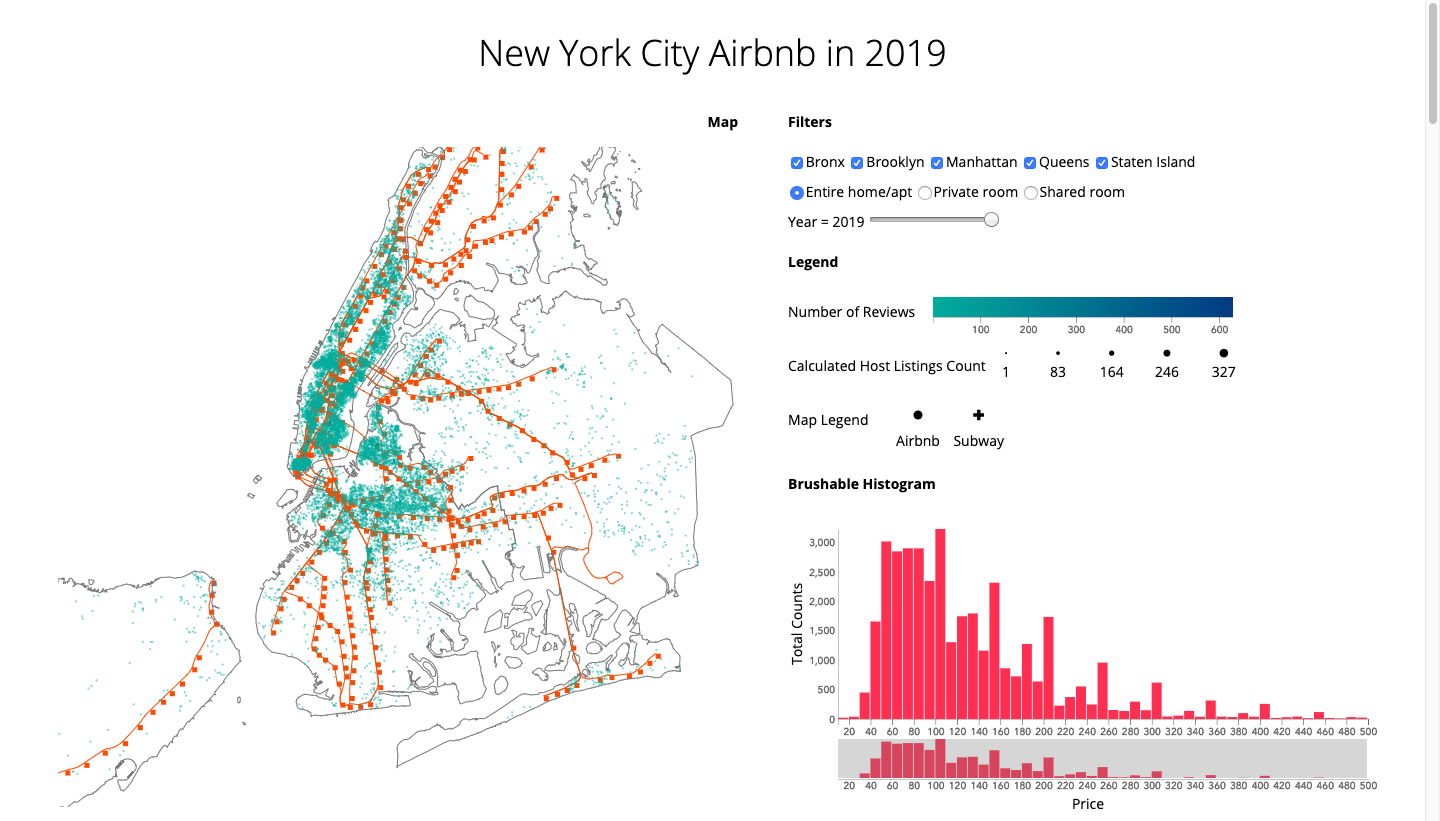 New York City Airbnb in 2019
Map
Filters
Bronx Brooklyn Manhattan Queens Staten Island
Entire home/apt Private room Shared room
Year = 2019
Legend
Number of Reviews
100 200 300 400 500 600
Calculated Host Listings Count
1 83 164 246 327
Map Legend
Airbnb Subway
Brushable Histogram
Total Counts
3,000
2,500
2,000
1,500
1,000
500
0
20 40 60 80 100 120 140 160 180 200 220 240 260 280 300 320 340 360 380 400 420 440 460 480 500
20 40 60 80 100 120 140 160 180 200 220 240 260 280 300 320 340 360 380 400 420 440 460 480 500
Price